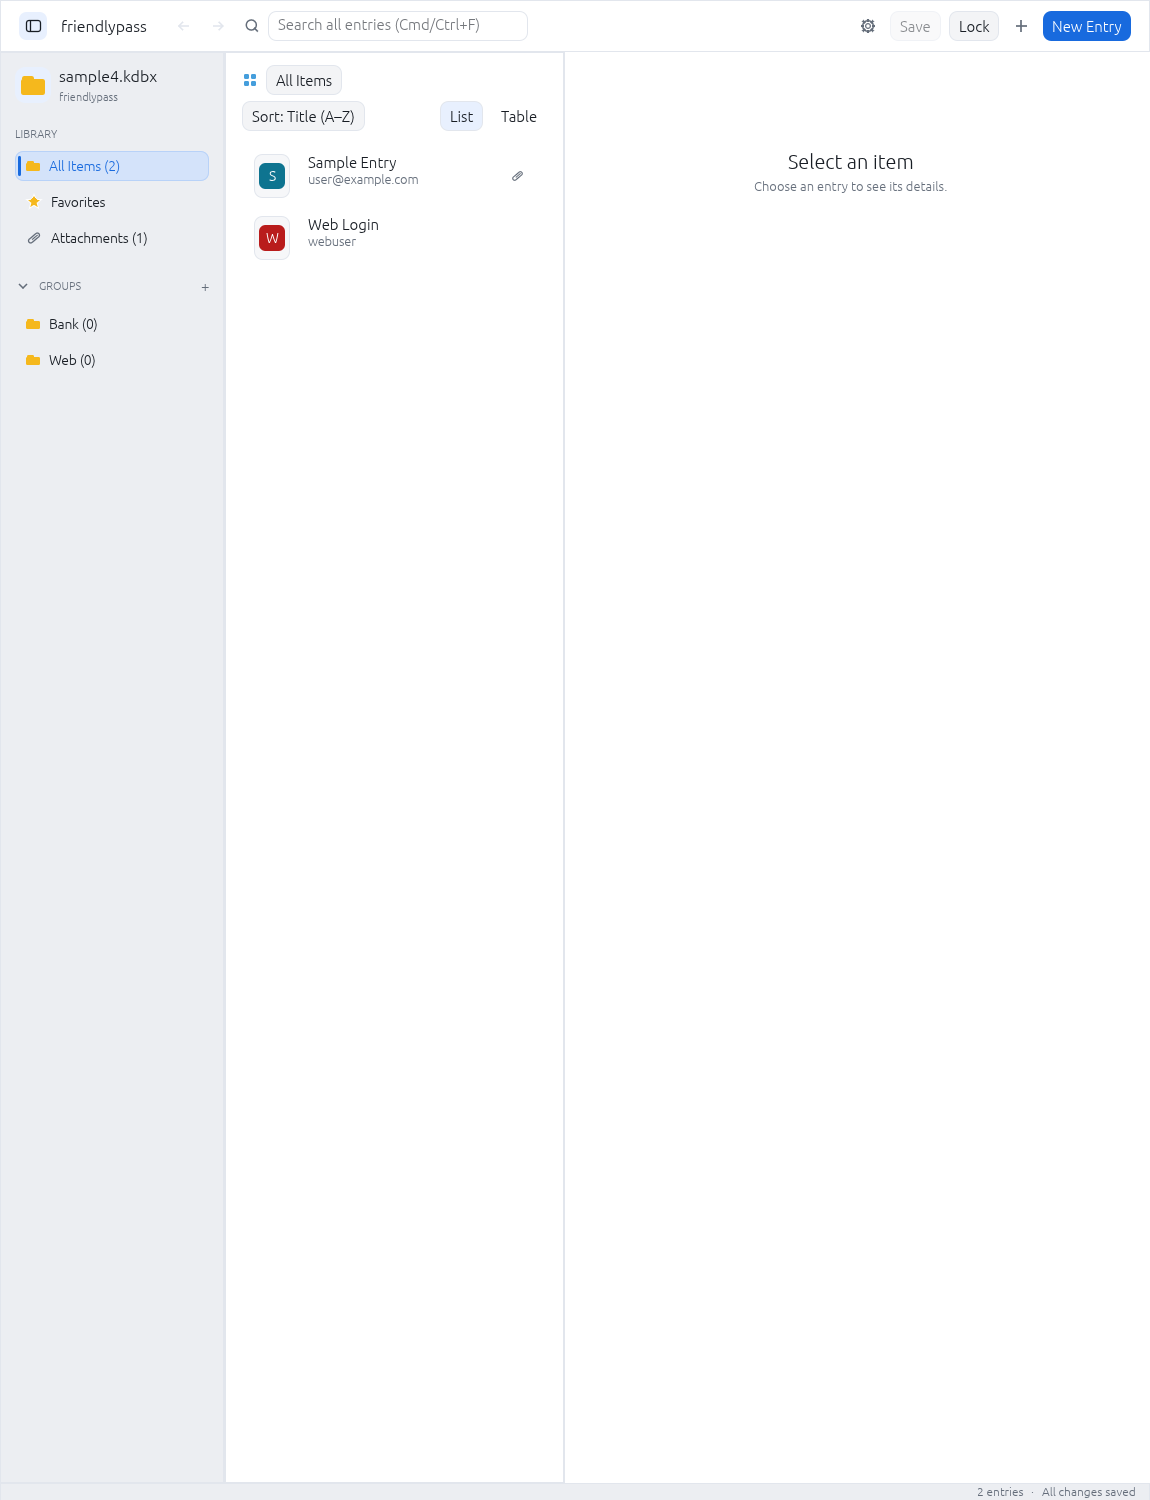 friendlypass
Search all entries (Cmd/Ctrl+F)
Save
Lock
New Entry
sample4.kdbx
friendlypass
LIBRARY
All Items (2)
Favorites
Attachments (1)
GROUPS
+
Bank (0)
Web (0)
All Items
Sort: Title (A–Z)
List
Table
S
Sample Entry
user@example.com
W
Web Login
webuser
Select an item
Choose an entry to see its details.
2 entries · All changes saved